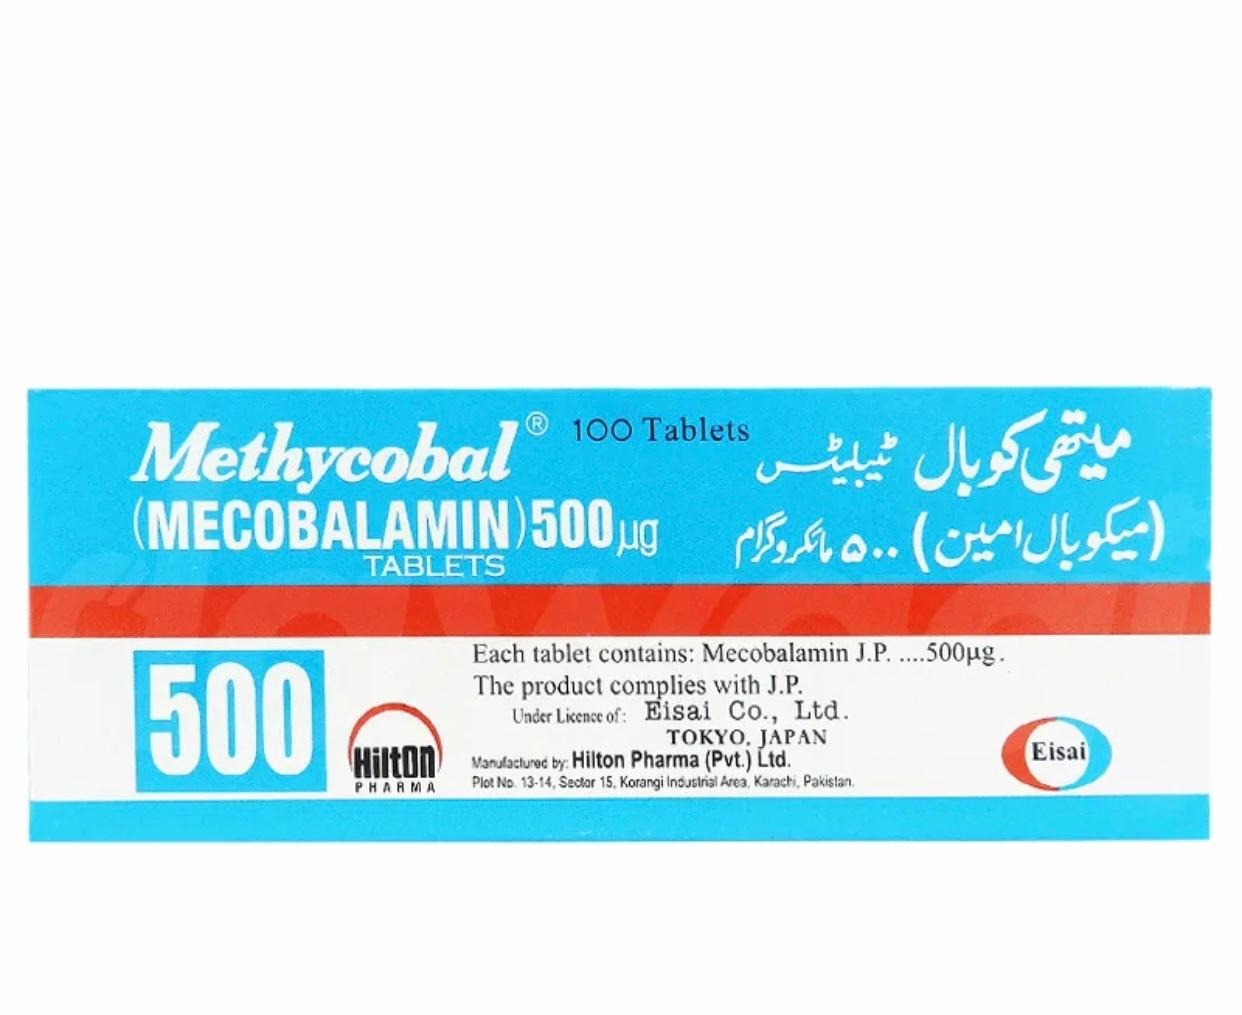 Methycobal® 100 Tablets
(MECOBALAMIN) 500 µg
TABLETS
میتھی کوبال ٹیبلیٹس
(میکوبال امین) ۵۰۰ مائکروگرام
500
HiltOn
PHARMA
Each tablet contains: Mecobalamin J.P. ....500µg.
The product complies with J.P.
Under Licence of: Eisai Co., Ltd.
TOKYO, JAPAN
Manufactured by: Hilton Pharma (Pvt.) Ltd.
Plot No. 13-14, Sector 15, Korangi Industrial Area, Karachi, Pakistan.
Eisai